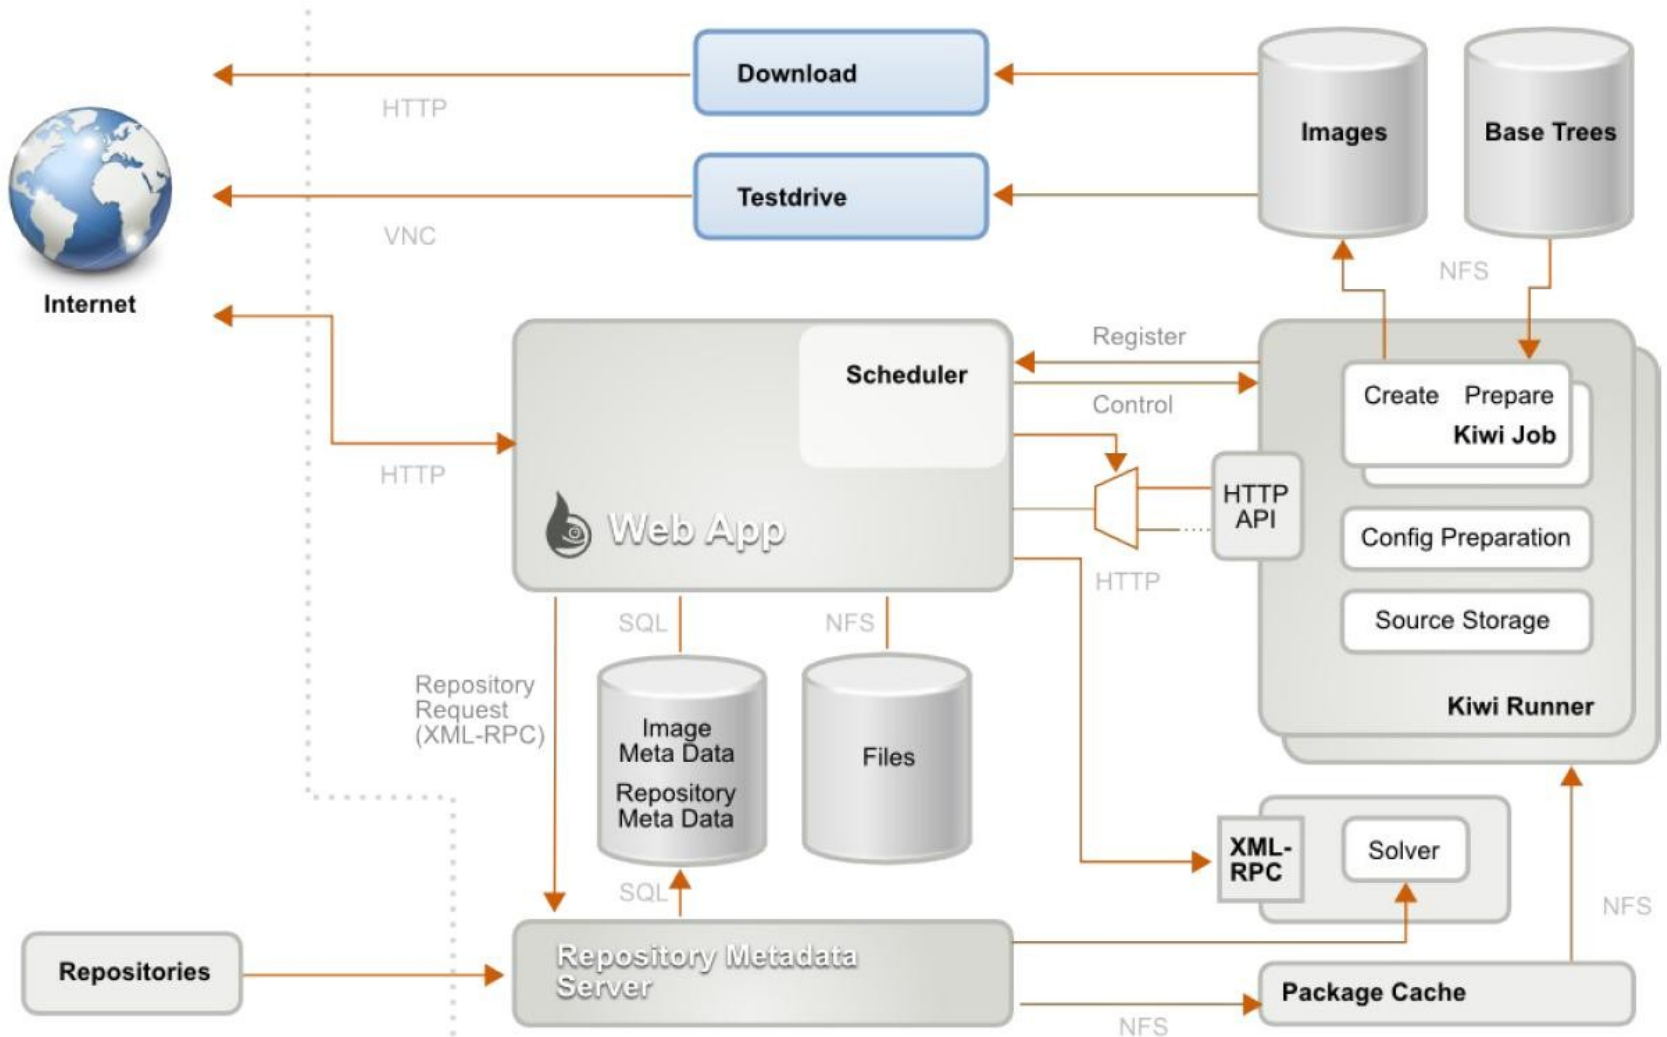 Download
Images
Base Trees
HTTP
Testdrive
VNC
NFS
Internet
Register
Scheduler
Control
Create Prepare
Kiwi Job
HTTP
HTTP
API
Web App
Config Preparation
HTTP
Source Storage
SQL
NFS
Kiwi Runner
Repository
Request
(XML-RPC)
Image
Meta Data
Repository
Meta Data
Files
XML-
RPC
Solver
SQL
NFS
Repositories
Repository Metadata
Server
Package Cache
NFS